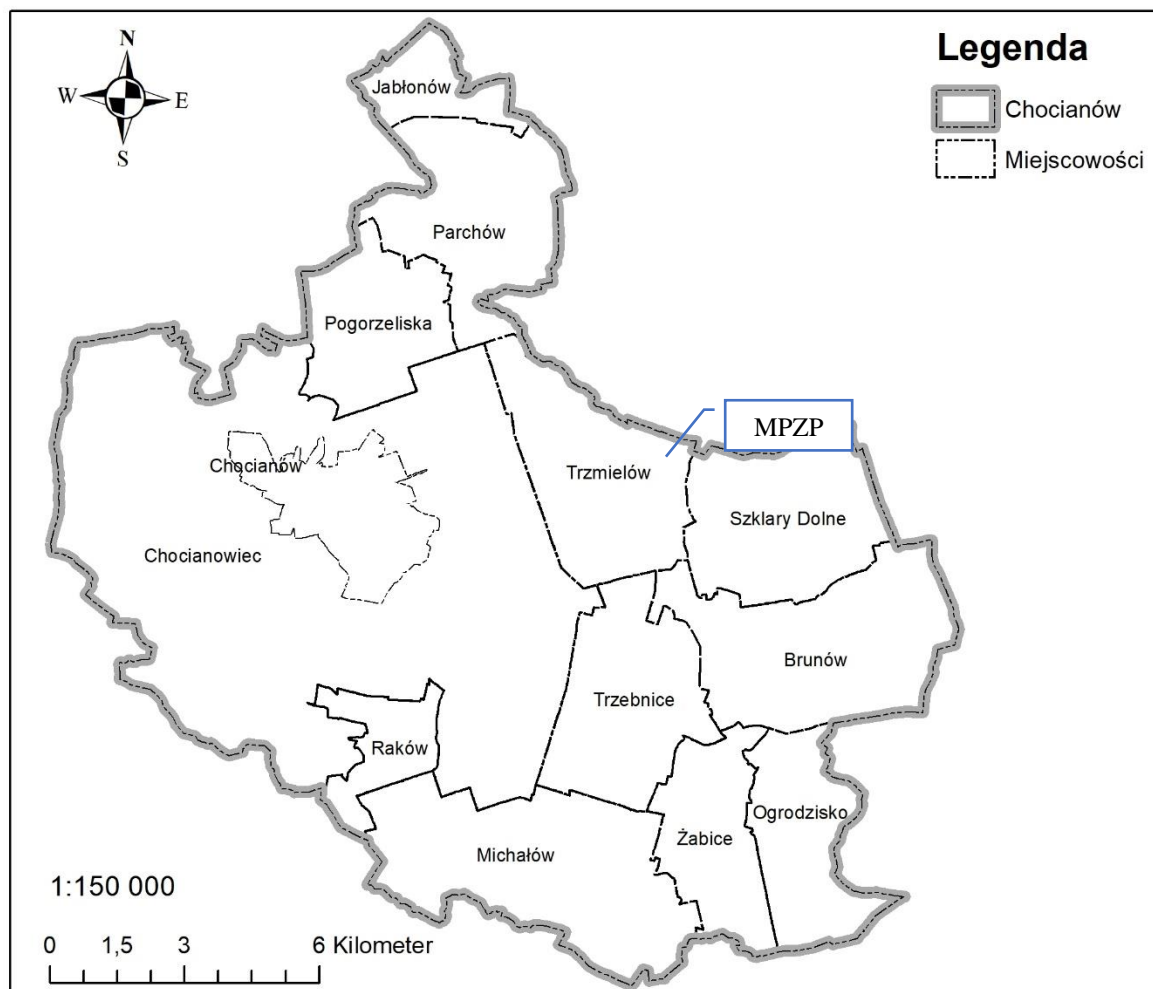 N
W E
S
Legenda
Chocianów
Miejscowości
Jabłonów
Parchów
Pogorzeliska
MPZP
Chocianów
Trzmielów
Szklary Dolne
Chocianowiec
Brunów
Trzebnice
Raków
Ogrodzisko
Żabice
Michałów
1:150 000
0 1,5 3 6 Kilometer